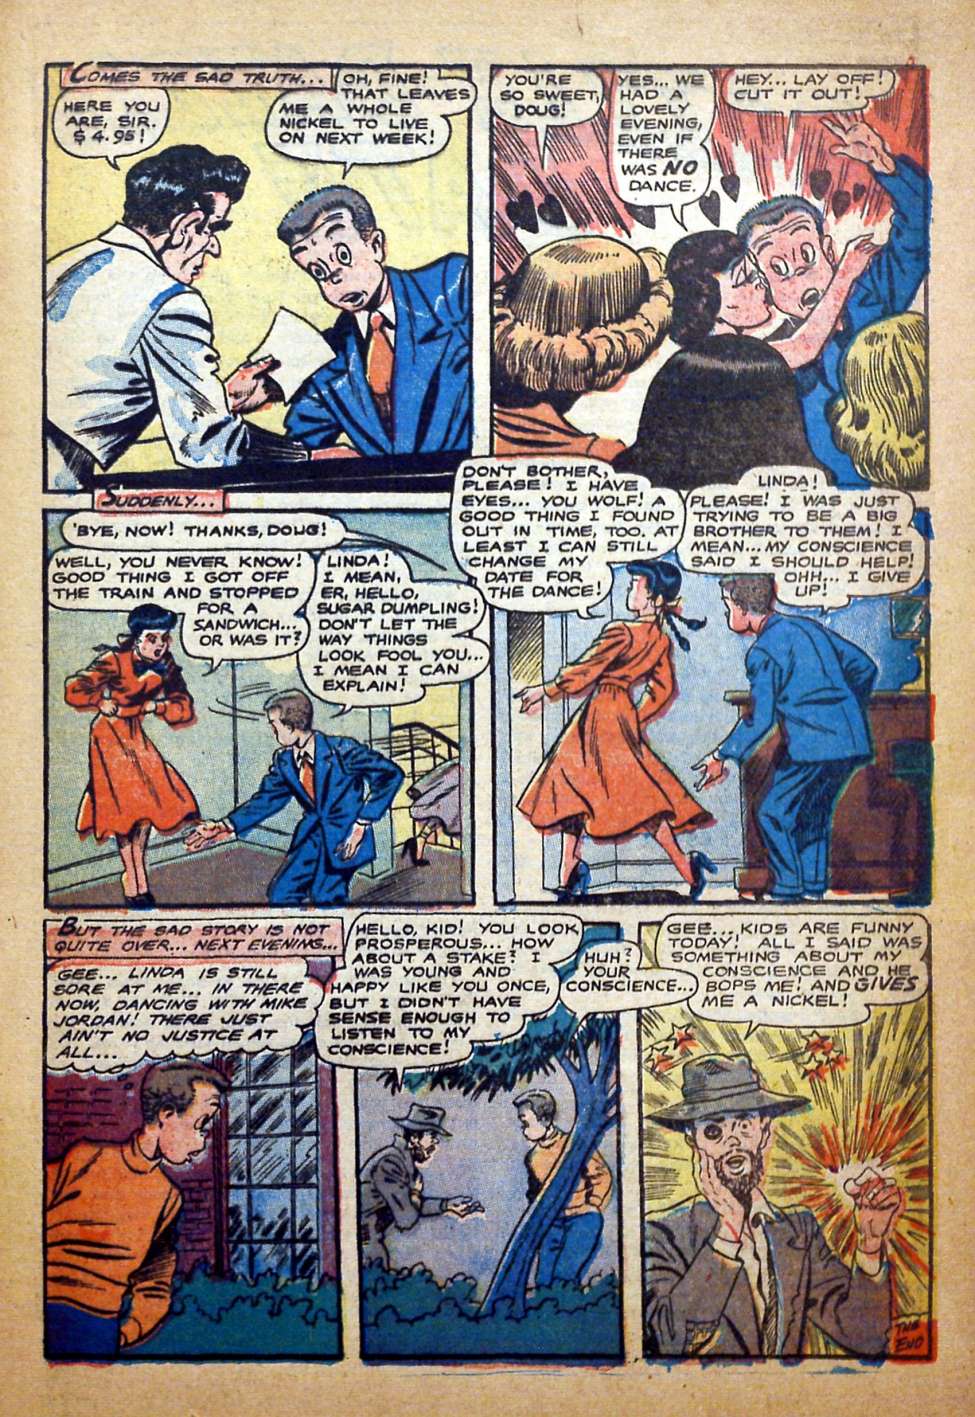 COMES THE SAD TRUTH...
HERE YOU
ARE, SIR.
$4.95!
OH, FINE!
THAT LEAVES
ME A WHOLE
NICKEL TO LIVE
ON NEXT WEEK!
YOU'RE
SO SWEET,
DOUG!
YES... WE
HAD A
LOVELY
EVENING,
EVEN IF
THERE
WAS NO
DANCE.
HEY... LAY OFF!
CUT IT OUT!
SUDDENLY...
'BYE, NOW! THANKS, DOUG!
WELL, YOU NEVER KNOW!
GOOD THING I GOT OFF
THE TRAIN AND STOPPED
FOR A
SANDWICH...
OR WAS IT?
LINDA!
I MEAN,
ER, HELLO,
SUGAR DUMPLING!
DON'T LET THE
WAY THINGS
LOOK FOOL YOU...
I MEAN I CAN
EXPLAIN!
DON'T BOTHER,
PLEASE! I HAVE
EYES... YOU WOLF! A
GOOD THING I FOUND
OUT IN TIME, TOO. AT
LEAST I CAN STILL
CHANGE MY
DATE FOR
THE DANCE!
LINDA!
PLEASE! I WAS JUST
TRYING TO BE A BIG
BROTHER TO THEM! I
MEAN... MY CONSCIENCE
SAID I SHOULD HELP!
OHH... I GIVE
UP!
BUT THE SAD STORY IS NOT
QUITE OVER... NEXT EVENING...
GEE... LINDA IS STILL
SORE AT ME... IN THERE
NOW, DANCING WITH MIKE
JORDAN! THERE JUST
AIN'T NO JUSTICE AT
ALL...
HELLO, KID! YOU LOOK
PROSPEROUS... HOW
ABOUT A STAKE? I
WAS YOUNG AND
HAPPY LIKE YOU ONCE,
BUT I DIDN'T HAVE
SENSE ENOUGH TO
LISTEN TO MY
CONSCIENCE!
HUH?
YOUR
CONSCIENCE...
GEE... KIDS ARE FUNNY
TODAY! ALL I SAID WAS
SOMETHING ABOUT MY
CONSCIENCE AND HE
BOPS ME! AND GIVES
ME A NICKEL!
THE
END